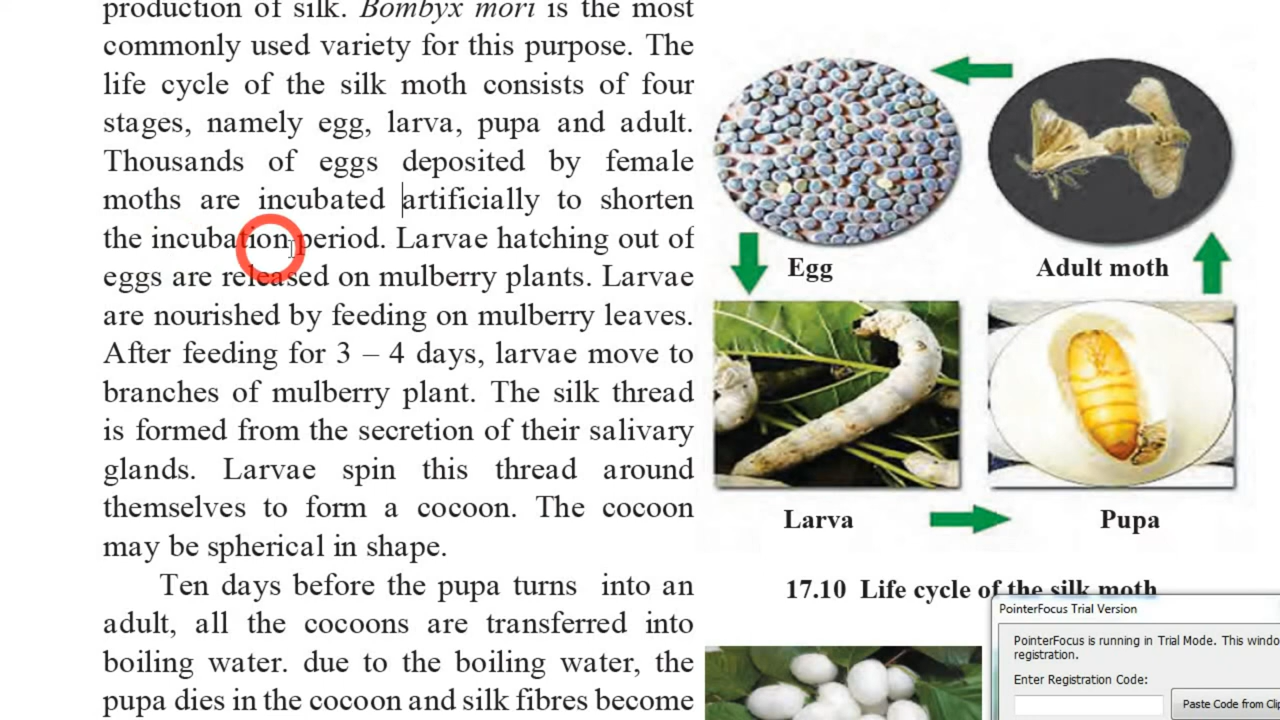 production of silk. Bombyx mori is the most
commonly used variety for this purpose. The
life cycle of the silk moth consists of four
stages, namely egg, larva, pupa and adult.
Thousands of eggs deposited by female
moths are incubated artificially to shorten
the incubation period. Larvae hatching out of
eggs are released on mulberry plants. Larvae
are nourished by feeding on mulberry leaves.
After feeding for 3 – 4 days, larvae move to
branches of mulberry plant. The silk thread
is formed from the secretion of their salivary
glands. Larvae spin this thread around
themselves to form a cocoon. The cocoon
may be spherical in shape.
Ten days before the pupa turns into an
adult, all the cocoons are transferred into
boiling water. due to the boiling water, the
pupa dies in the cocoon and silk fibres become
Egg
Adult moth
Larva
Pupa
17.10 Life cycle of the silk moth
PointerFocus Trial Version
PointerFocus is running in Trial Mode. This windo
registration.
Enter Registration Code:
Paste Code from Clip